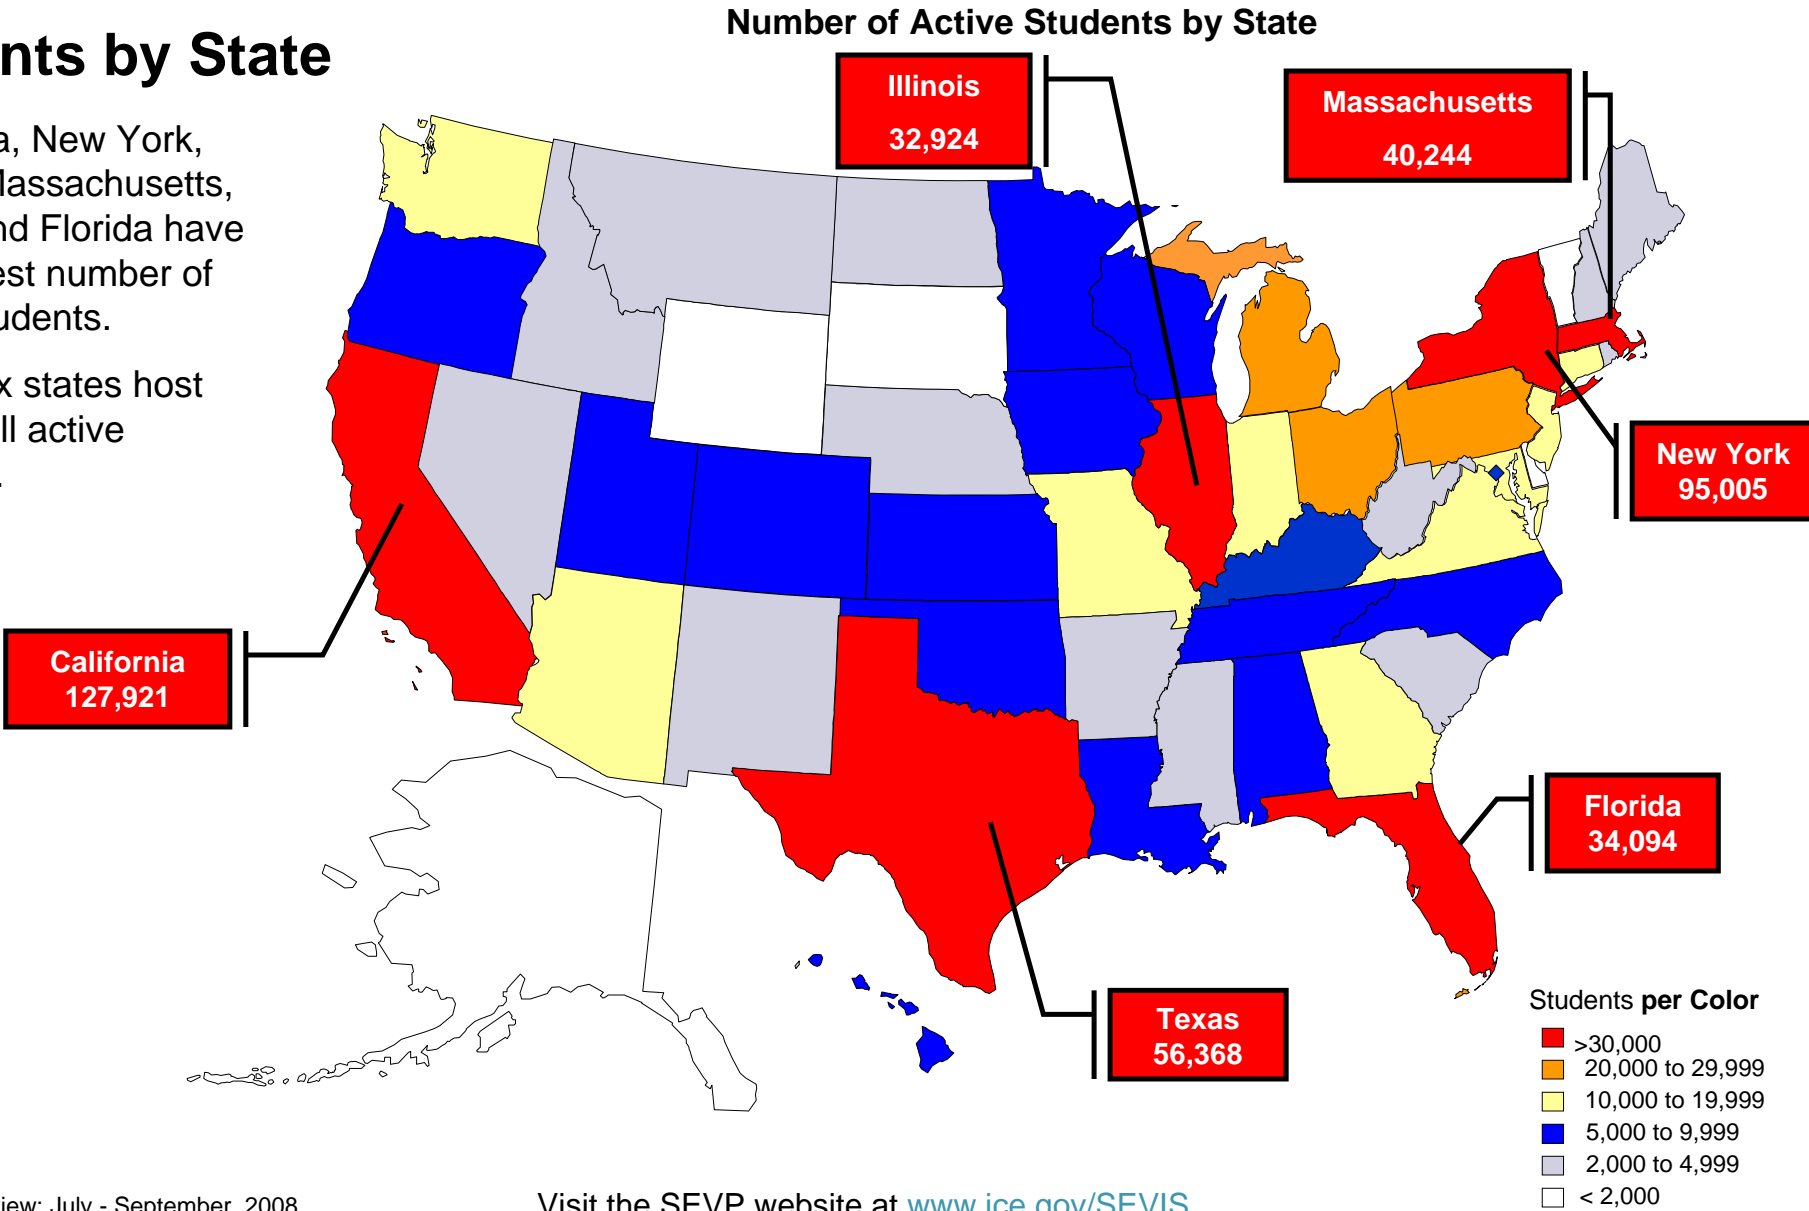 Number of Active Students by State
nts by State
a, New York,
Massachusetts,
nd Florida have
est number of
udents.
x states host
ll active
.
Illinois
32,924
Massachusetts
40,244
New York
95,005
California
127,921
Florida
34,094
Texas
56,368
Students per Color
>30,000
20,000 to 29,999
10,000 to 19,999
5,000 to 9,999
2,000 to 4,999
< 2,000
iew: July - September, 2008
Visit the SEVP website at www.ice.gov/SEVIS